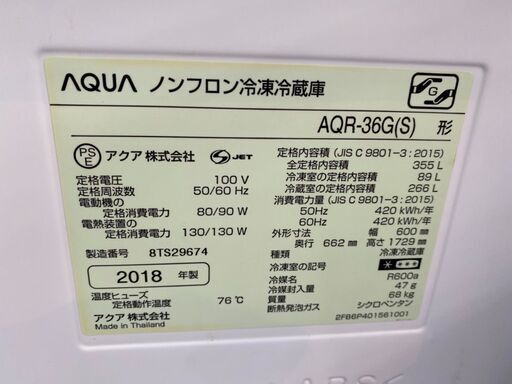 AQUA ノンフロン冷凍冷蔵庫
AQR-36G(S) 形
PS E アクア 株式会社 S JET
定格電圧 100 V
定格周波数 50/60 Hz
電動機の
定格消費電力 80/90 W
電熱装置の
定格消費電力 130/130 W
製造番号 8TS29674
2018 年製
温度ヒューズ
定格動作温度 76℃
アクア 株式会社
Made in Thailand
定格内容積 (JIS C 9801-3 : 2015)
全定格内容積 355 L
冷凍室の定格内容積 89 L
冷蔵室の定格内容積 266 L
消費電力量 (JIS C 9801-3 : 2015)
50Hz 420 kWh/年
60Hz 420 kWh/年
外形寸法 幅 600 mm
奥行 662 mm 高さ 1729 mm
種類 冷凍冷蔵庫
冷凍室の記号
冷媒名 R600a
冷媒封入量 47 g
質量 68 kg
断熱発泡ガス シクロペンタン
2FB6P401561001